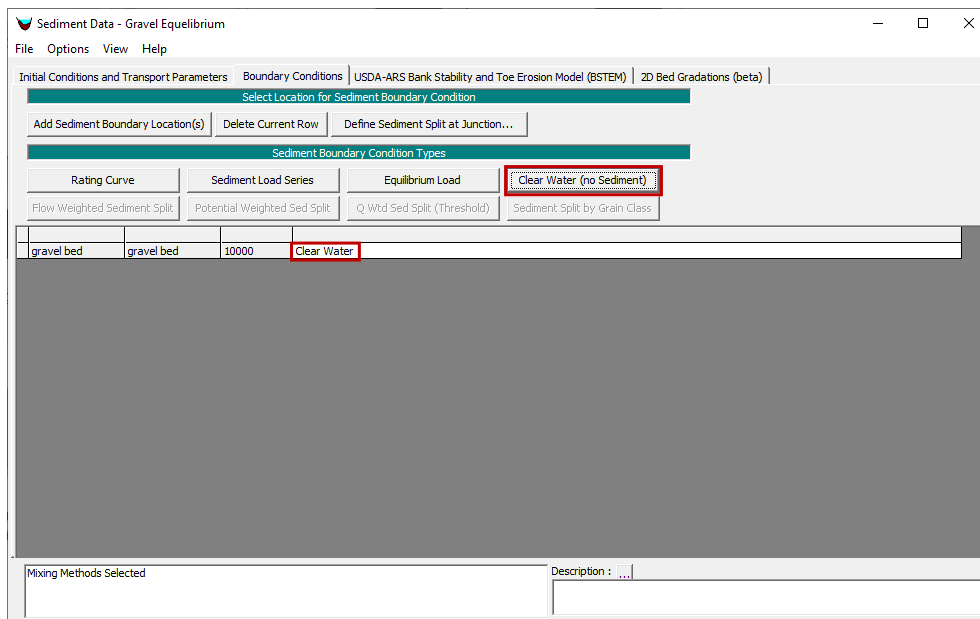 Sediment Data - Gravel Equelibrium
File Options View Help
Initial Conditions and Transport Parameters Boundary Conditions USDA-ARS Bank Stability and Toe Erosion Model (BSTEM) 2D Bed Gradations (beta)
Select Location for Sediment Boundary Condition
Add Sediment Boundary Location(s) Delete Current Row Define Sediment Split at Junction...
Sediment Boundary Condition Types
Rating Curve Sediment Load Series Equilibrium Load Clear Water (no Sediment)
Flow Weighted Sediment Split Potential Weighted Sed Split Q Wtd Sed Split (Threshold) Sediment Split by Grain Class
gravel bed gravel bed 10000 Clear Water
Mixing Methods Selected Description : ...